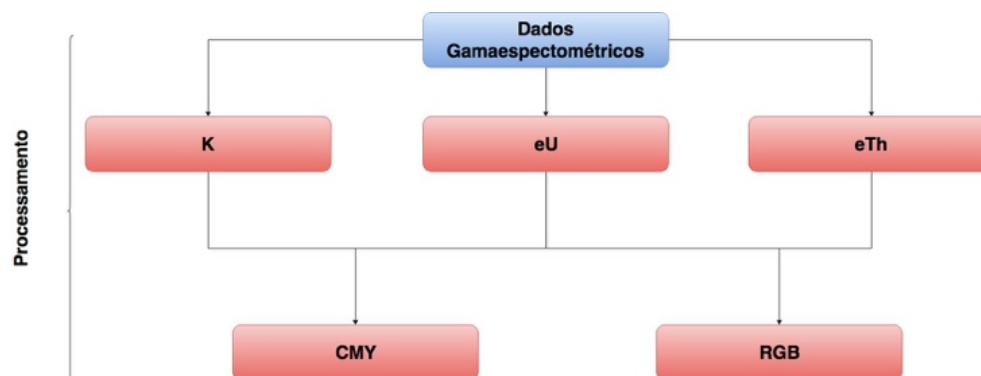 Dados
Gamaespectométricos
Processamento
K
eU
eTh
CMY
RGB